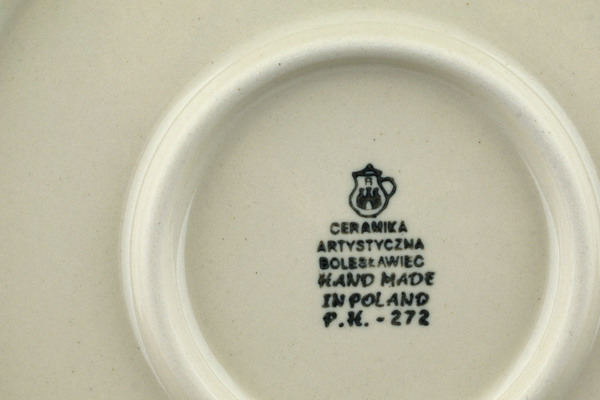 CERAMIKA
ARTYSTYCZNA
BOLESŁAWIEC
HAND MADE
IN POLAND
P.H. - 272